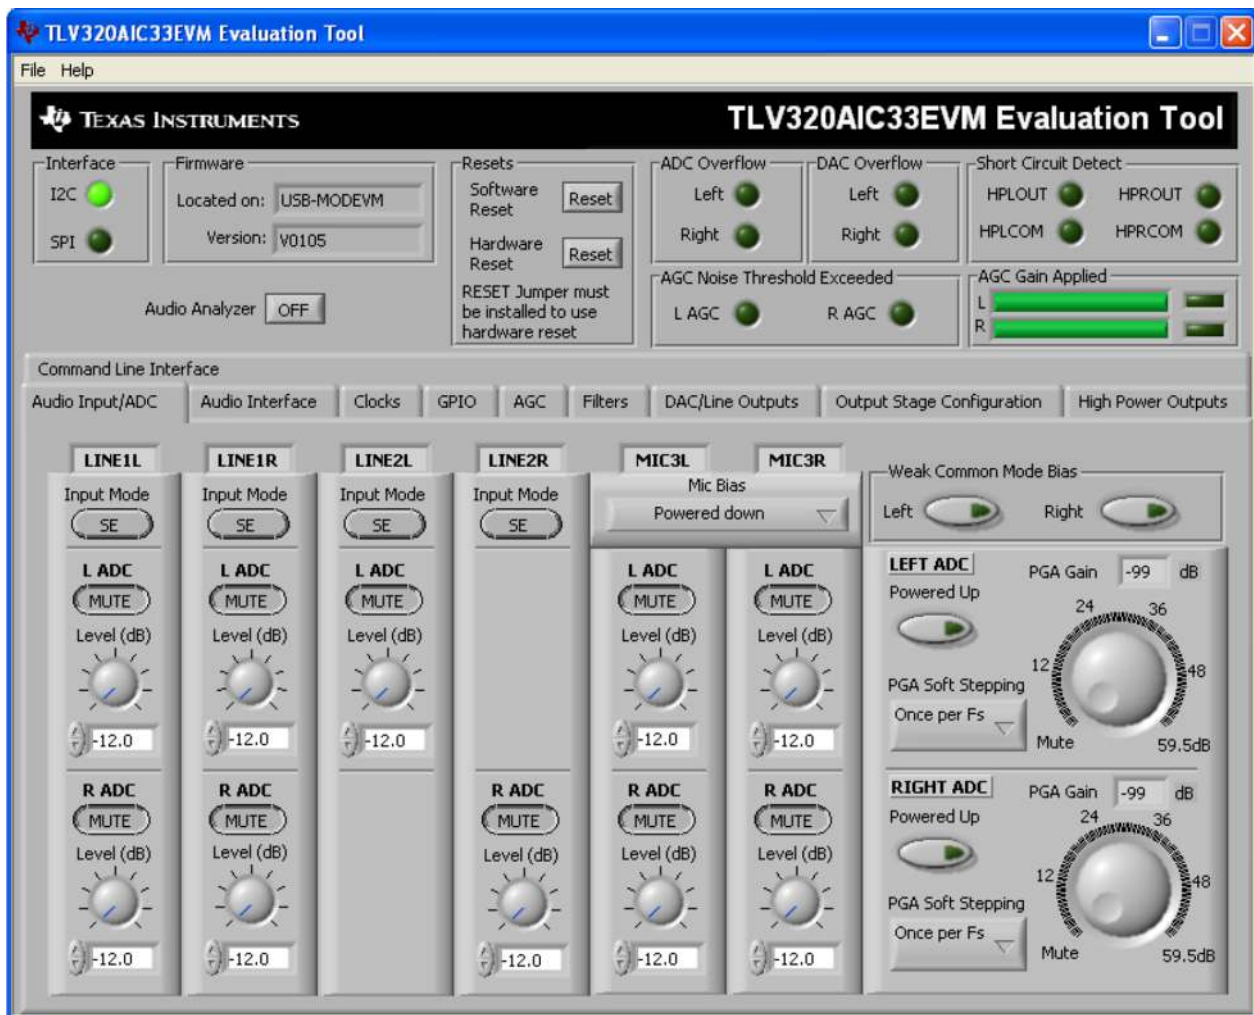 TLV320AIC33EVM Evaluation Tool
File Help
TEXAS INSTRUMENTS
TLV320AIC33EVM Evaluation Tool
Interface
I2C
SPI
Firmware
Located on: USB-MODEVM
Version: V0105
Audio Analyzer OFF
Resets
Software Reset Reset
Hardware Reset Reset
RESET Jumper must
be installed to use
hardware reset
ADC Overflow
Left
Right
DAC Overflow
Left
Right
Short Circuit Detect
HPLOUT HPROUT
HPLCOM HPRCOM
AGC Noise Threshold Exceeded
L AGC R AGC
AGC Gain Applied
L
R
Command Line Interface
Audio Input/ADC Audio Interface Clocks GPIO AGC Filters DAC/Line Outputs Output Stage Configuration High Power Outputs
LINE1L
Input Mode
SE
L ADC
MUTE
Level (dB)
-12.0
R ADC
MUTE
Level (dB)
-12.0
LINE1R
Input Mode
SE
L ADC
MUTE
Level (dB)
-12.0
R ADC
MUTE
Level (dB)
-12.0
LINE2L
Input Mode
SE
L ADC
MUTE
Level (dB)
-12.0
LINE2R
Input Mode
SE
R ADC
MUTE
Level (dB)
-12.0
MIC3L MIC3R
Mic Bias
Powered down
L ADC
MUTE
Level (dB)
-12.0
R ADC
MUTE
Level (dB)
-12.0
L ADC
MUTE
Level (dB)
-12.0
R ADC
MUTE
Level (dB)
-12.0
Weak Common Mode Bias
Left Right
LEFT ADC
Powered Up
PGA Soft Stepping
Once per Fs
PGA Gain -99 dB
24 36
12 48
Mute 59.5dB
RIGHT ADC
Powered Up
PGA Soft Stepping
Once per Fs
PGA Gain -99 dB
24 36
12 48
Mute 59.5dB